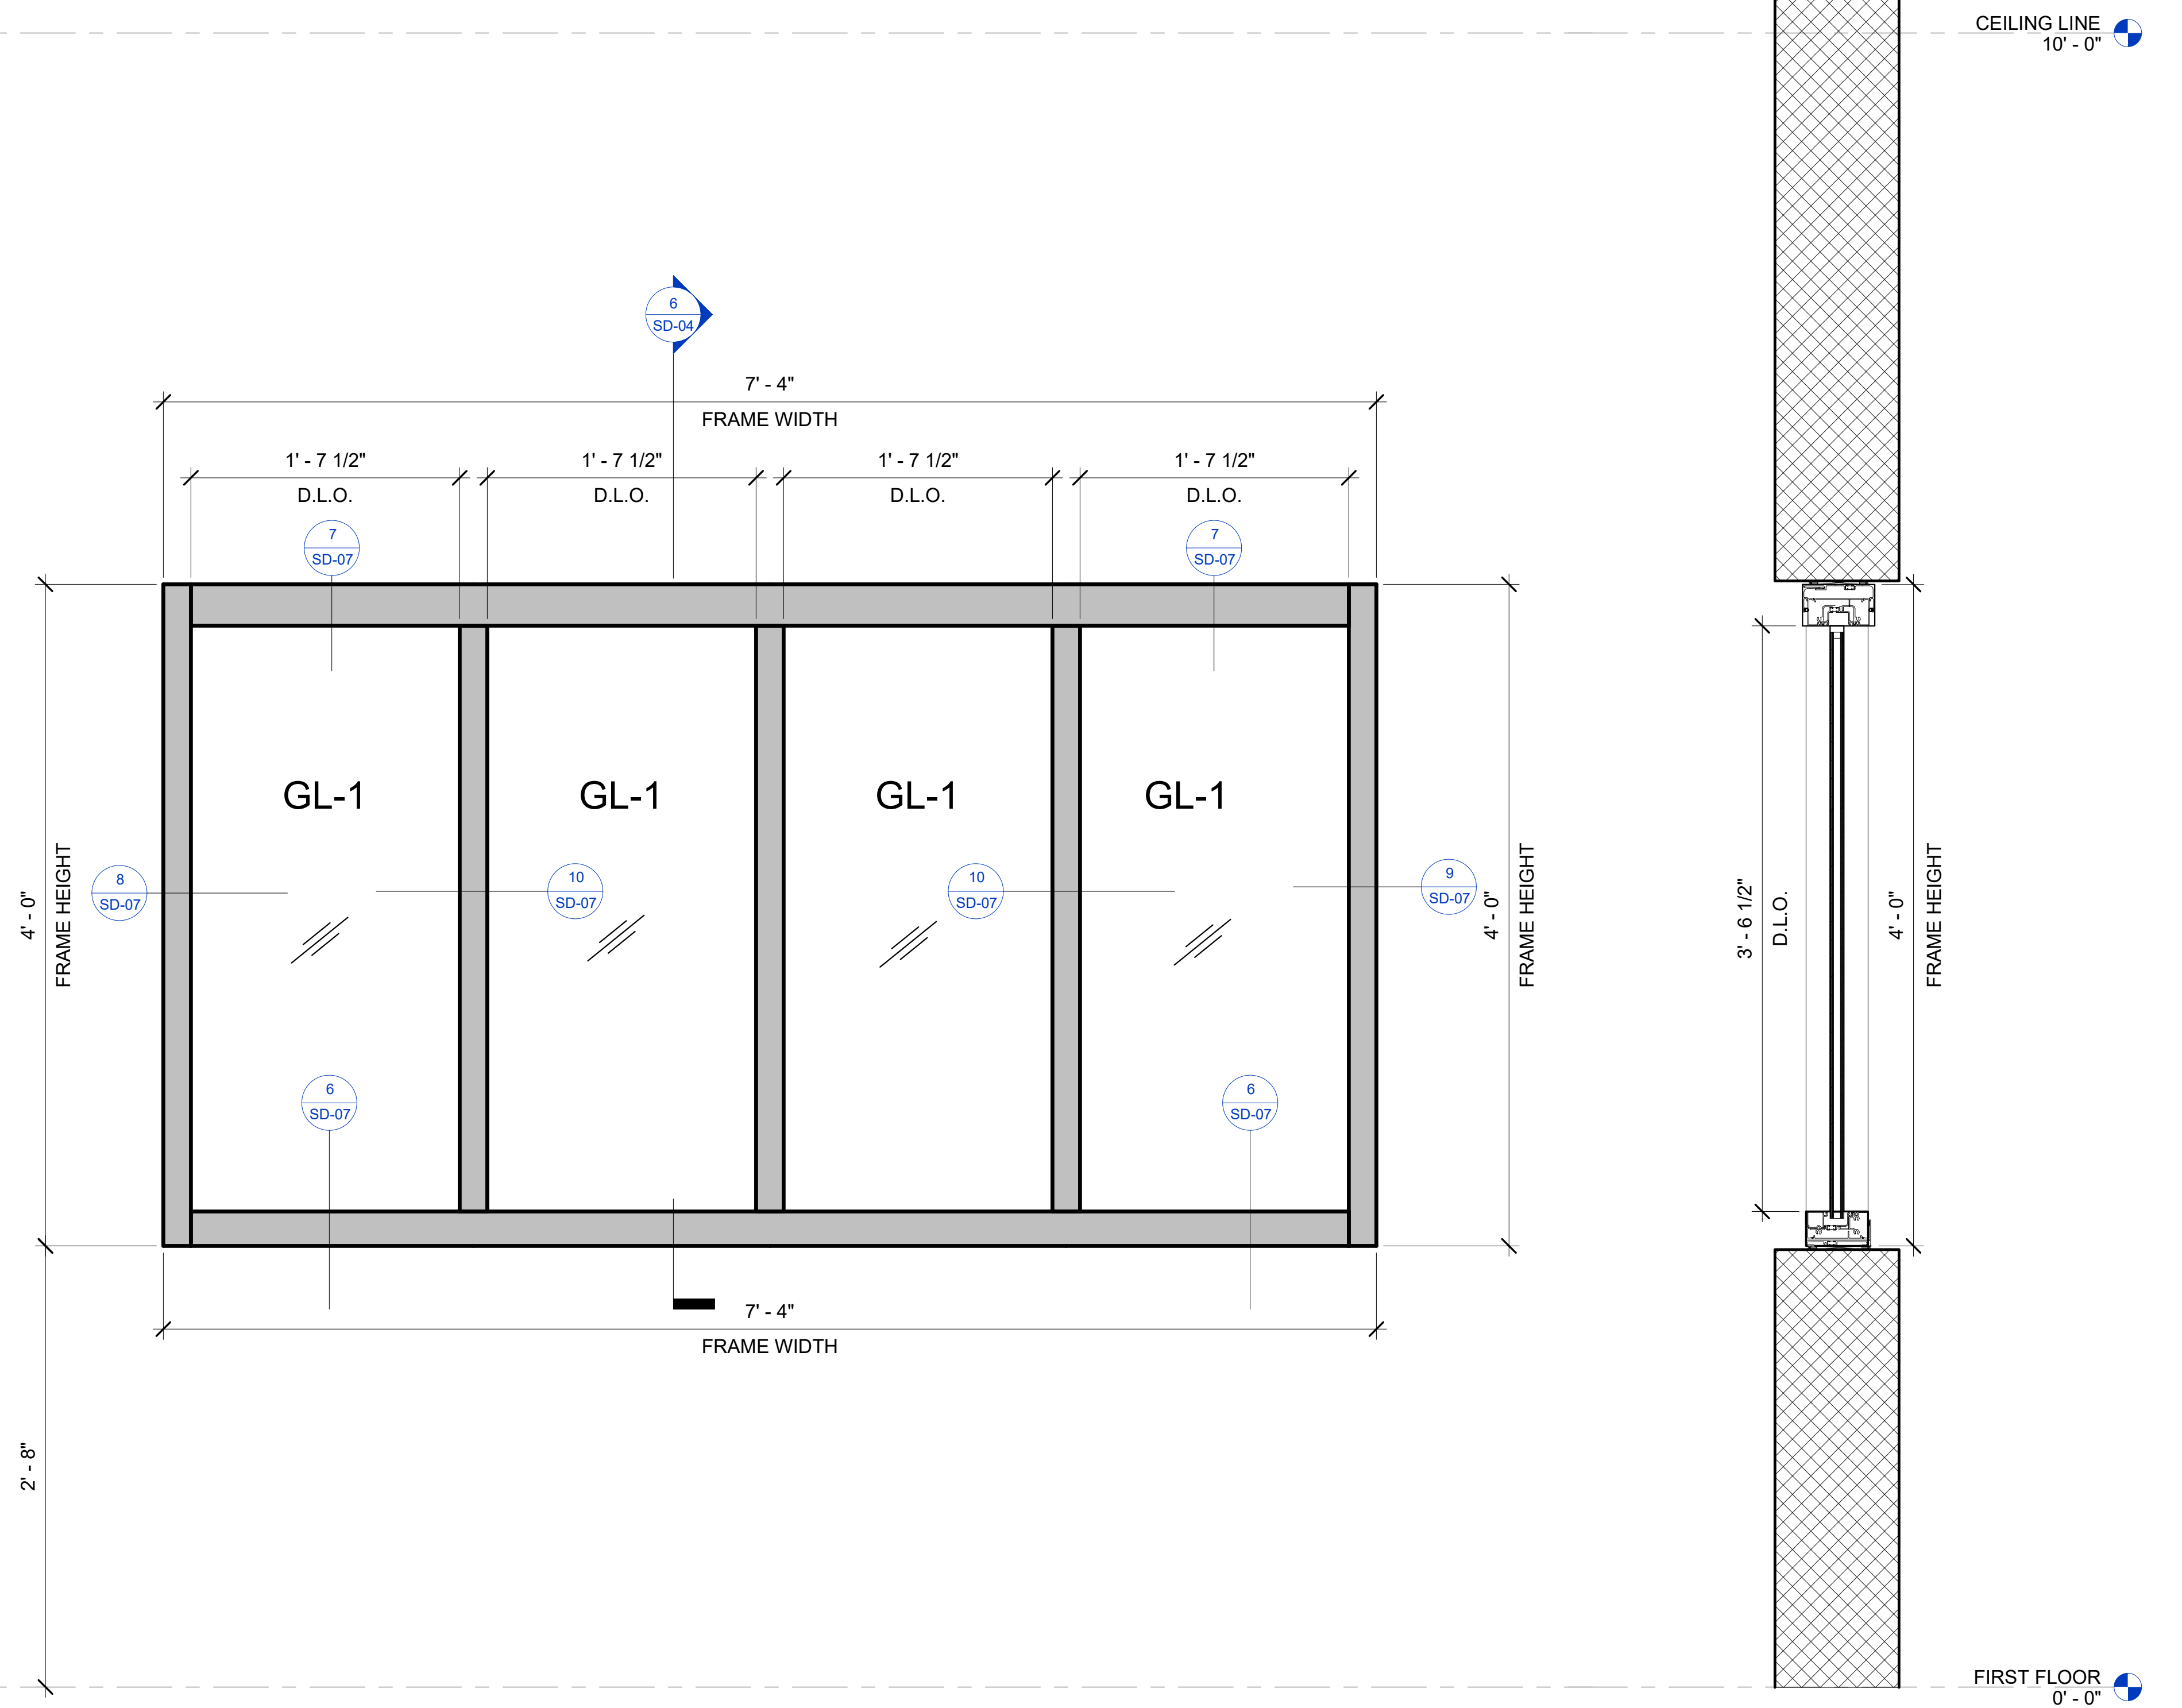 CEILING LINE
10' - 0"
6
SD-04
7' - 4"
FRAME WIDTH
1' - 7 1/2"
D.L.O.
1' - 7 1/2"
D.L.O.
1' - 7 1/2"
D.L.O.
1' - 7 1/2"
D.L.O.
7
SD-07
7
SD-07
GL-1
GL-1
GL-1
GL-1
4' - 0"
FRAME HEIGHT
8
SD-07
10
SD-07
10
SD-07
9
SD-07
4' - 0"
FRAME HEIGHT
3' - 6 1/2"
D.L.O.
4' - 0"
FRAME HEIGHT
6
SD-07
6
SD-07
7' - 4"
FRAME WIDTH
2' - 8"
FIRST FLOOR
0' - 0"